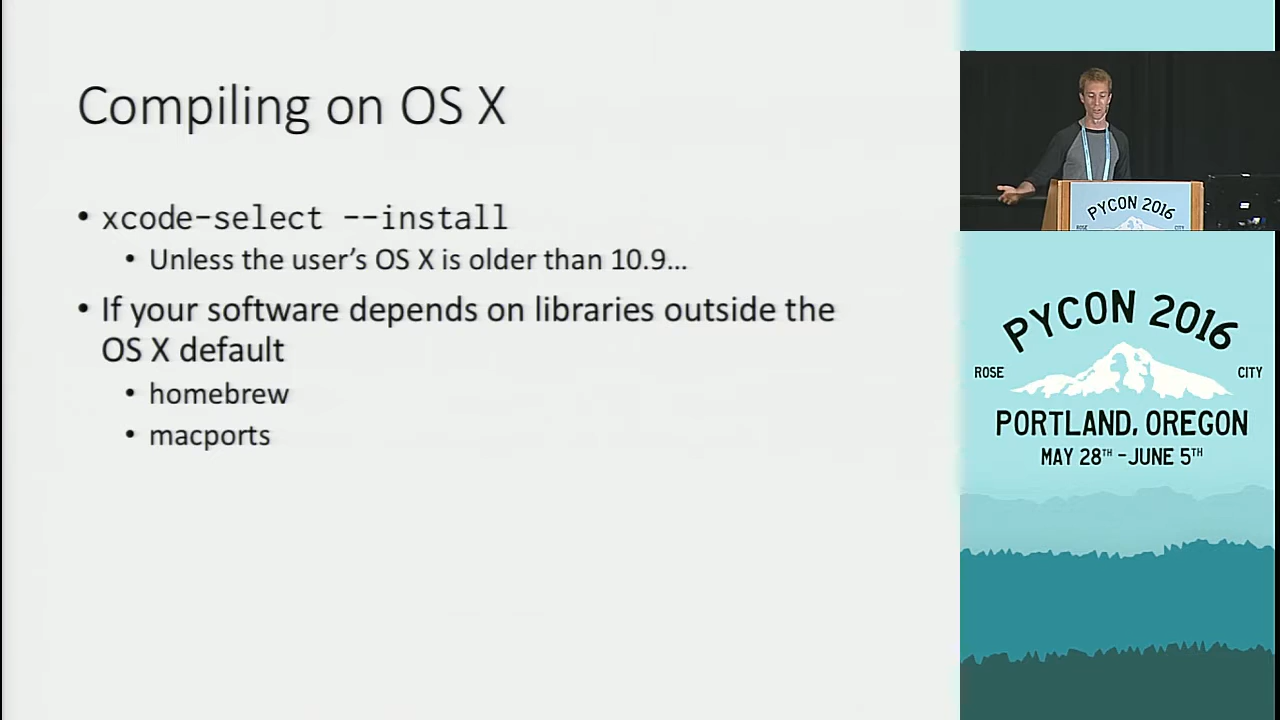 Compiling on OS X
• xcode-select --install
• Unless the user's OS X is older than 10.9...
• If your software depends on libraries outside the
OS X default
• homebrew
• macports
PYCON 2016
ROSE
CITY
PYCON 2016
ROSE
CITY
PORTLAND, OREGON
MAY 28TH - JUNE 5TH